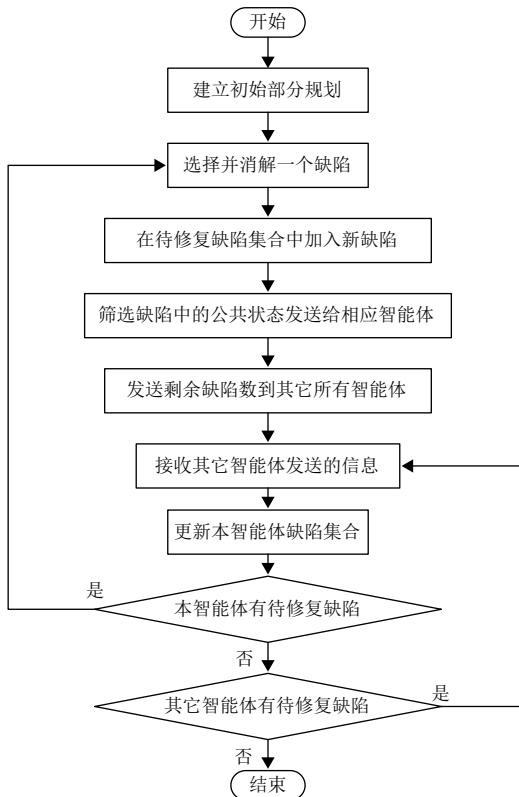 开始
建立初始部分规划
选择并消解一个缺陷
在待修复缺陷集合中加入新缺陷
筛选缺陷中的公共状态发送给相应智能体
发送剩余缺陷数到其它所有智能体
接收其它智能体发送的信息
更新本智能体缺陷集合
是
本智能体有待修复缺陷
否
是
其它智能体有待修复缺陷
否
结束